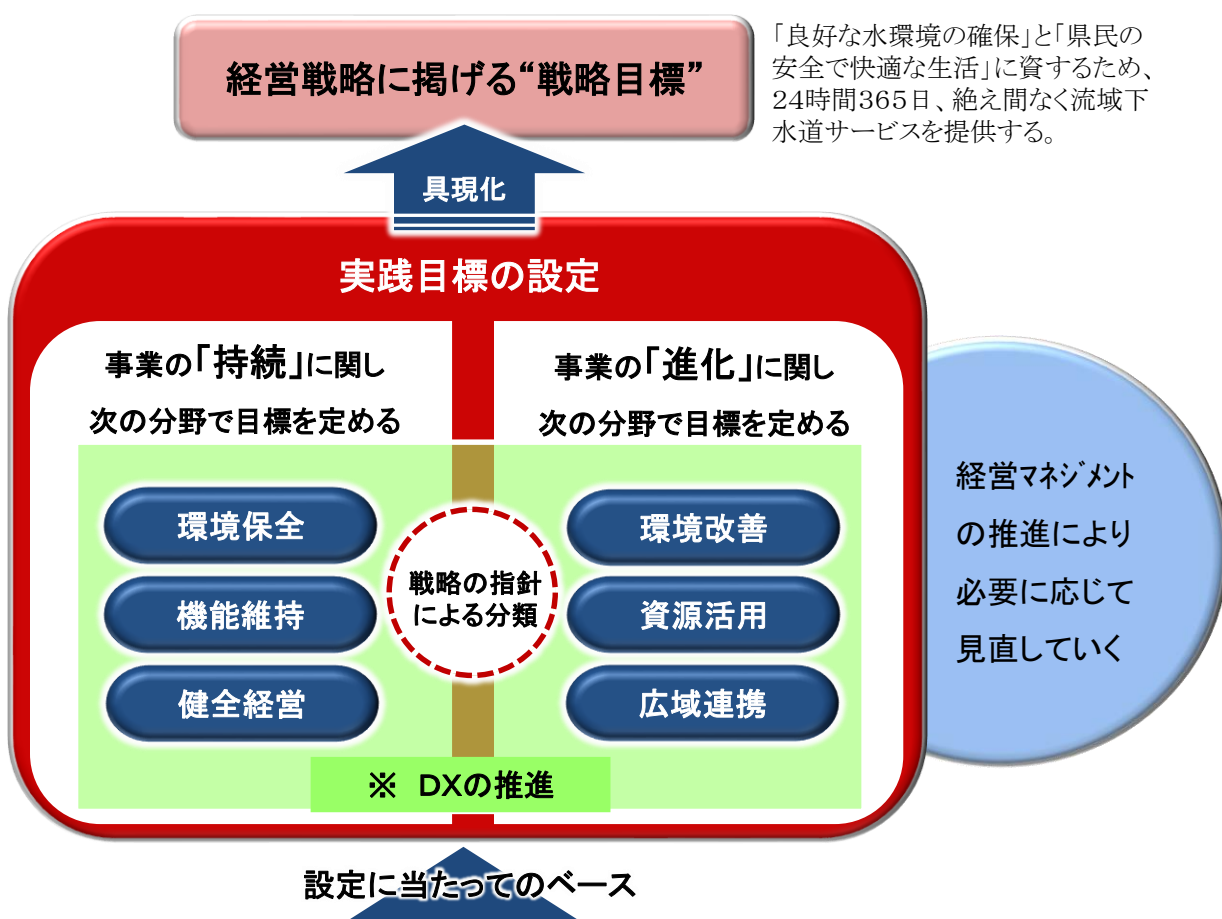 経営戦略に掲げる“戦略目標”
「良好な水環境の確保」と「県民の
安全で快適な生活」に資するため、
24時間365日、絶え間なく流域下
水道サービスを提供する。
具現化
実践目標の設定
事業の「持続」に関し
次の分野で目標を定める
環境保全
機能維持
健全経営
戦略の指針
による分類
事業の「進化」に関し
次の分野で目標を定める
環境改善
資源活用
広域連携
※ DXの推進
経営マネジメント
の推進により
必要に応じて
見直していく
設定に当たってのベース